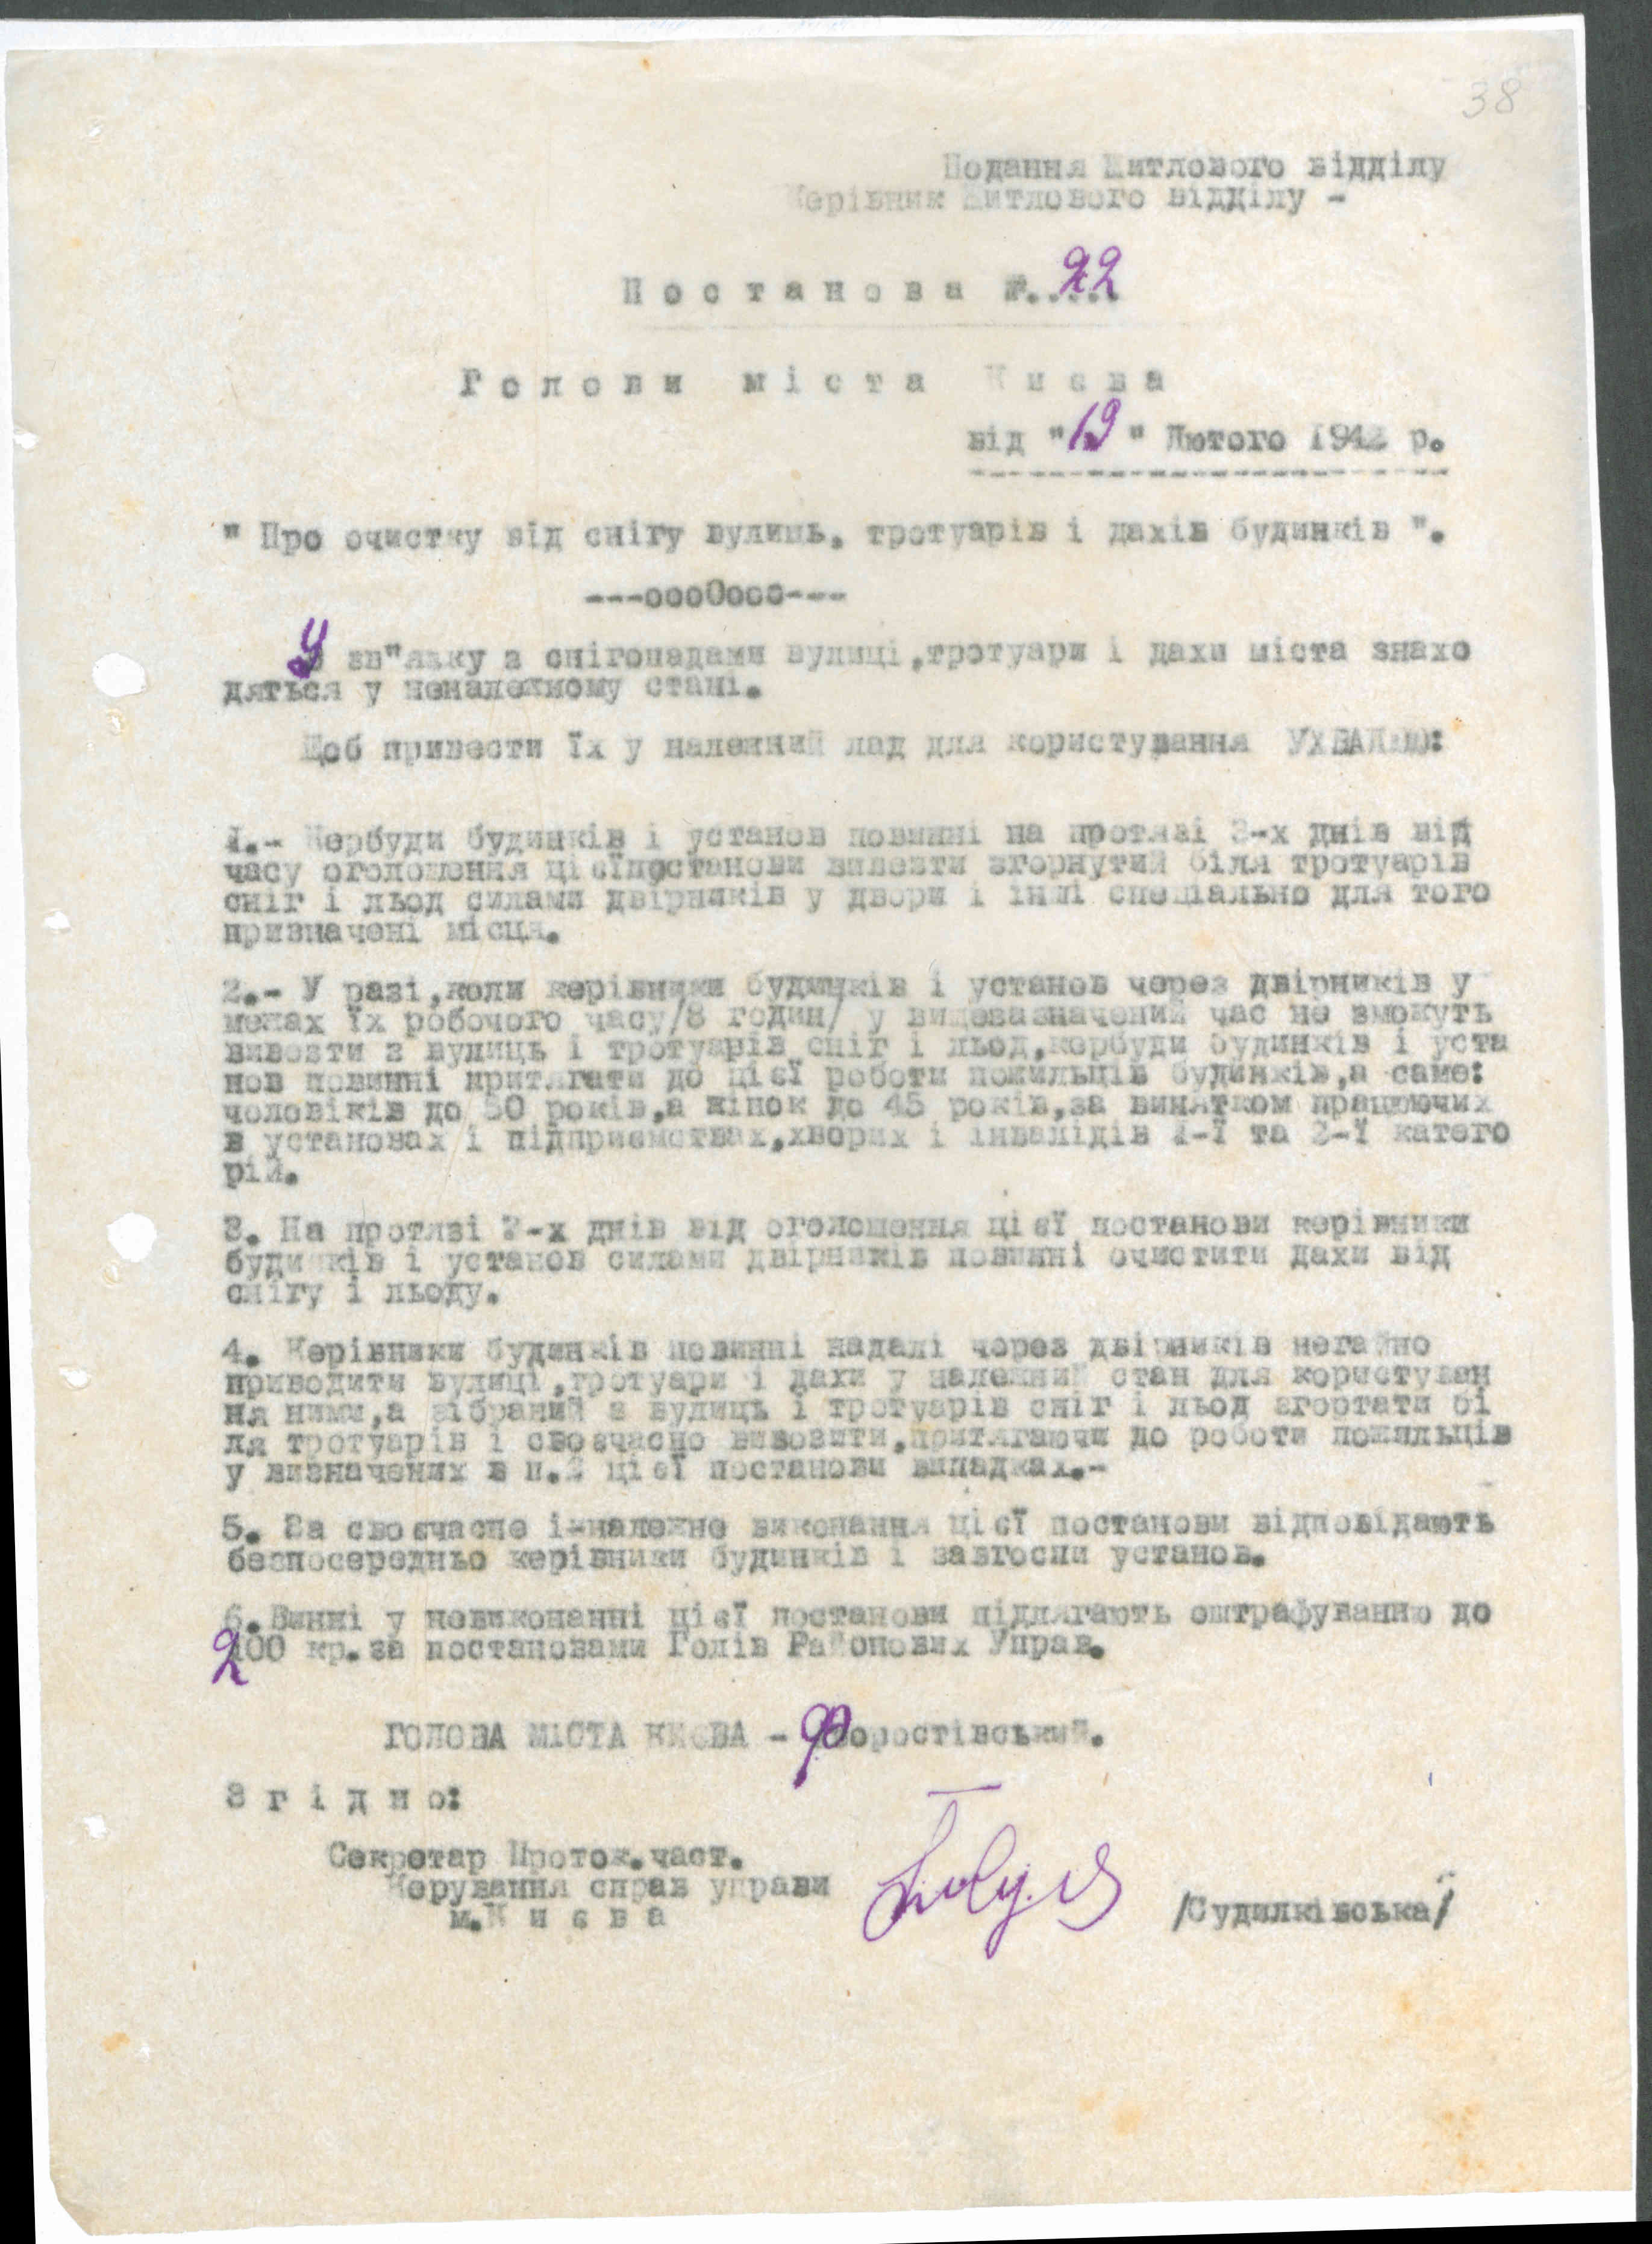 38
Подання Житлового відділу
Керівник Житлового відділу -
Постанова №.22...
Голови міста Києва
від "19" Лютого 1942 р.
" Про очистку від снігу вулиць, тротуарів і дахів будинків ".
---оооОооо---
У зв"язку з снігопадами вулиці,тротуари і дахи міста знахо
дяться у неналежному стані.
Щоб привести їх у належний лад для користування УХВАЛЮЮ:
1.- Кербуди будинків і установ повинні на протязі 3-х днів від
часу оголошення цієїпостанови вивезти згорнутий біля тротуарів
сніг і льод силами двірників у двори і інші спеціально для того
призначені місця.
2.- У разі,коли керівники будинків і установ через двірників у
межах їх робочого часу/8 годин/ у вищезазначений час не зможуть
вивезти з вулиць і тротуарів сніг і льод,кербуди будинків і уста
нов повинні притягати до цієї роботи пожильців будинків,а саме:
чоловіків до 50 років,а жінок до 45 років,за винятком працюючих
в установах і підприємствах,хворих і інвалідів 1-ї та 2-ї катего
рій.
3. На протязі 2-х днів від оголошення цієї постанови керівники
будинків і установ силами двірників повинні очистити дахи від
снігу і льоду.
4. Керівники будинків повинні надалі через двірників негайно
приводити вулиці,тротуари і дахи у належний стан для користуван
ня ними,а зібраний з вулиць і тротуарів сніг і льод згортати бі
ля тротуарів і своєчасно вивозити,притягаючи до роботи пожильців
у визначених в п.2 цієї постанови випадках.-
5. За своєчасне і-належне виконання цієї постанови відповідають
безпосередньо керівники будинків і завгоспи установ.
6.Винні у невиконанні цієї постанови підлягають оштрафуванню до
200 кр.за постановами Голів Районових Управ.
ГОЛОВА МІСТА КИЄВА - Форостівський.
Згідно:
Секретар Проток.част.
Керування справ управи
м.Києва
/Судилківська/